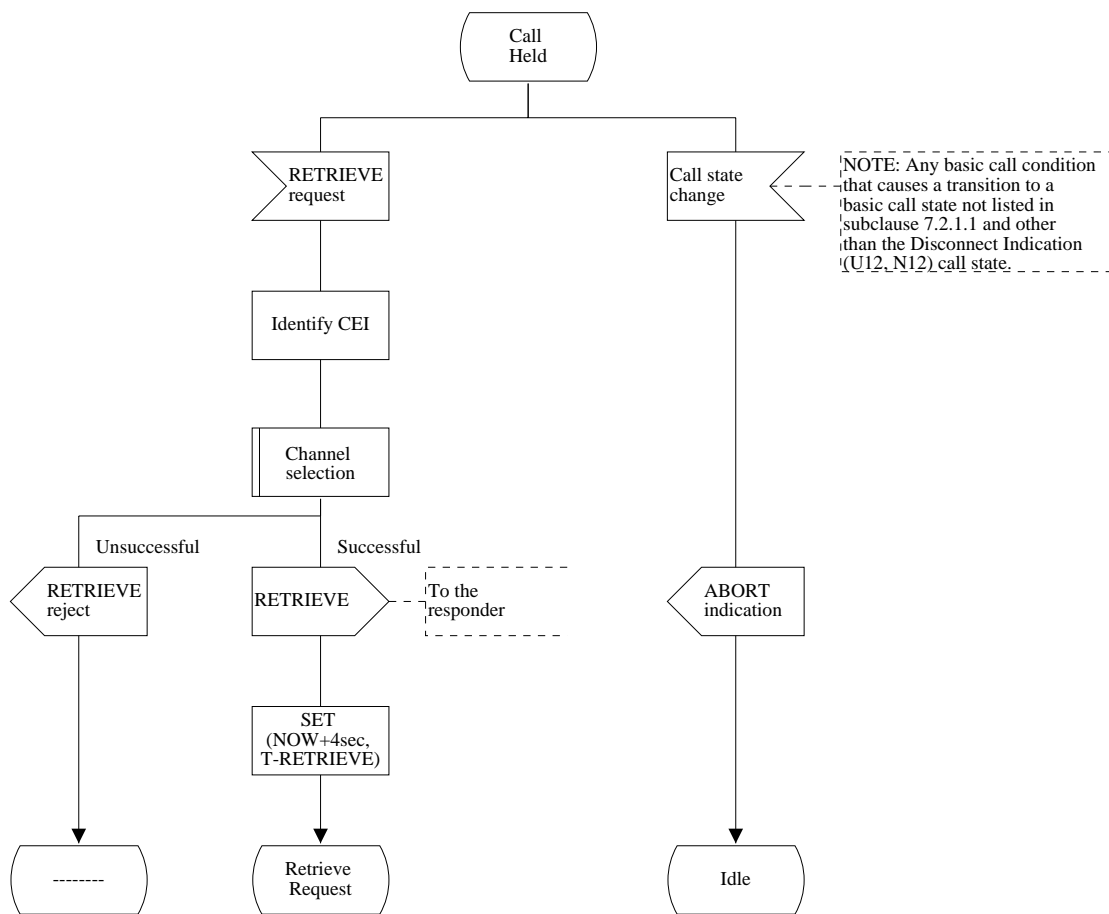 Call
Held
RETRIEVE
request
Call state
change
NOTE: Any basic call condition
that causes a transition to a
basic call state not listed in
subclause 7.2.1.1 and other
than the Disconnect Indication
(U12, N12) call state.
Identify CEI
Channel
selection
Unsuccessful
Successful
RETRIEVE
reject
RETRIEVE
To the
responder
ABORT
indication
SET
(NOW+4sec,
T-RETRIEVE)
--------
Retrieve
Request
Idle